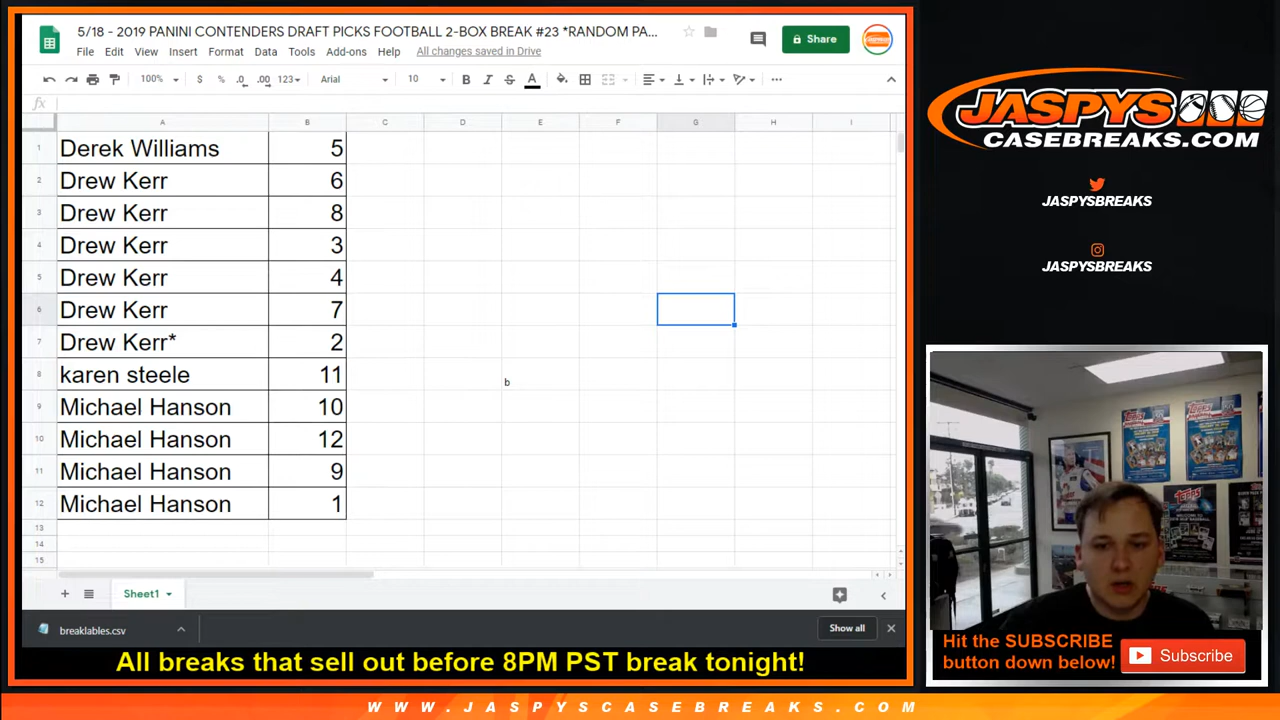 5/18 - 2019 PANINI CONTENDERS DRAFT PICKS FOOTBALL 2-BOX BREAK #23 *RANDOM PA...
File Edit View Insert Format Data Tools Add-ons Help All changes saved in Drive
Share
100% $ % .0 .00 123 Arial 10 B I S A
fx
A B C D E F G H I
1 Derek Williams 5
2 Drew Kerr 6
3 Drew Kerr 8
4 Drew Kerr 3
5 Drew Kerr 4
6 Drew Kerr 7
7 Drew Kerr* 2
8 karen steele 11
9 Michael Hanson 10
10 Michael Hanson 12
11 Michael Hanson 9
12 Michael Hanson 1
13
14
15
b
Sheet1
breaklables.csv
Show all
All breaks that sell out before 8PM PST break tonight!
JASPYS
CASEBREAKS.COM
JASPYSBREAKS
JASPYSBREAKS
TOPPS
Hit the SUBSCRIBE
button down below!
Subscribe
WWW.JASPYSCASEBREAKS.COM